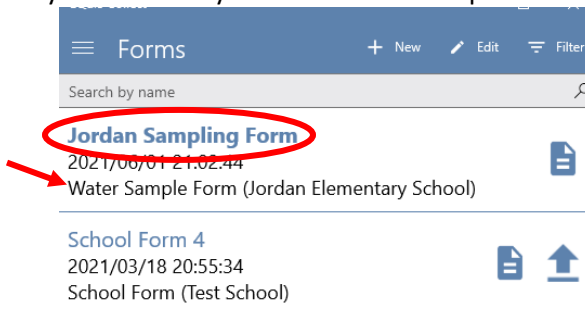 Forms
+ New Edit Filter
Search by name
Jordan Sampling Form
2021/06/01 21:02:44
Water Sample Form (Jordan Elementary School)
School Form 4
2021/03/18 20:55:34
School Form (Test School)